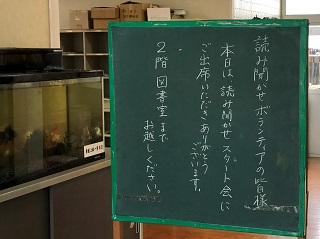 読み聞かせボランティアの皆様
本日は、読み聞かせスタート会に
ご出席いただきありがとう
ございます。
２階 図書室まで
お越しください。